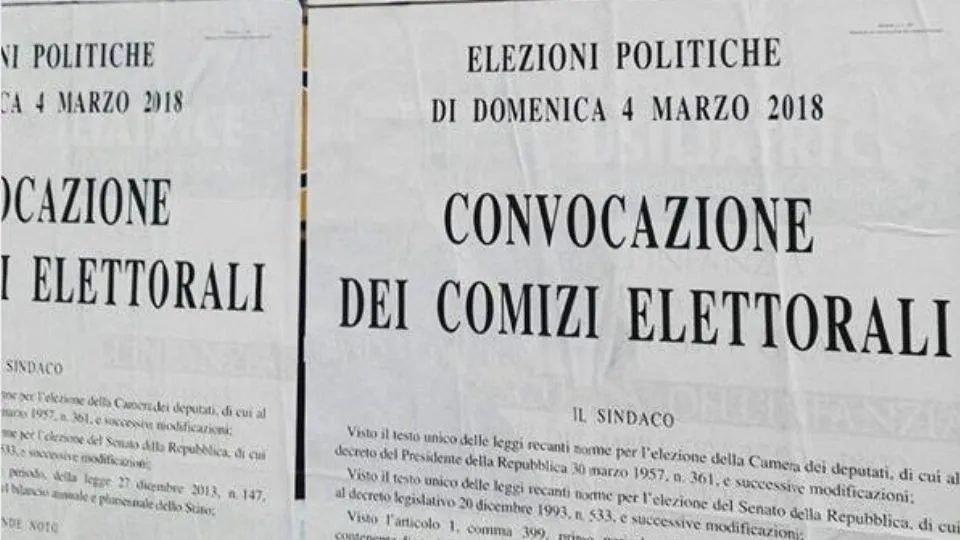 NI POLITICHE
CA 4 MARZO 2018
OCAZIONE
I ELETTORALI
SINDACO
me per l'elezione della Camera dei deputati, di cui al
marzo 1957, n. 361, e successive modificazioni;
me per l'elezione del Senato della Repubblica, di cui
533, e successive modificazioni;
periodo, della legge 27 dicembre 2013, n. 147,
bilancio annuale e pluriennale dello Stato;
NDE NOTO
ELEZIONI POLITICHE
DI DOMENICA 4 MARZO 2018
CONVOCAZIONE
DEI COMIZI ELETTORALI
IL SINDACO
Visto il testo unico delle leggi recanti norme per l'elezione della Camera dei deputati, di cui al
decreto del Presidente della Repubblica 30 marzo 1957, n. 361, e successive modificazioni;
Visto il testo unico delle leggi recanti norme per l'elezione del Senato della Repubblica, di cui
al decreto legislativo 20 dicembre 1993, n. 533, e successive modificazioni;
Visto l'articolo 1, comma 399, primo